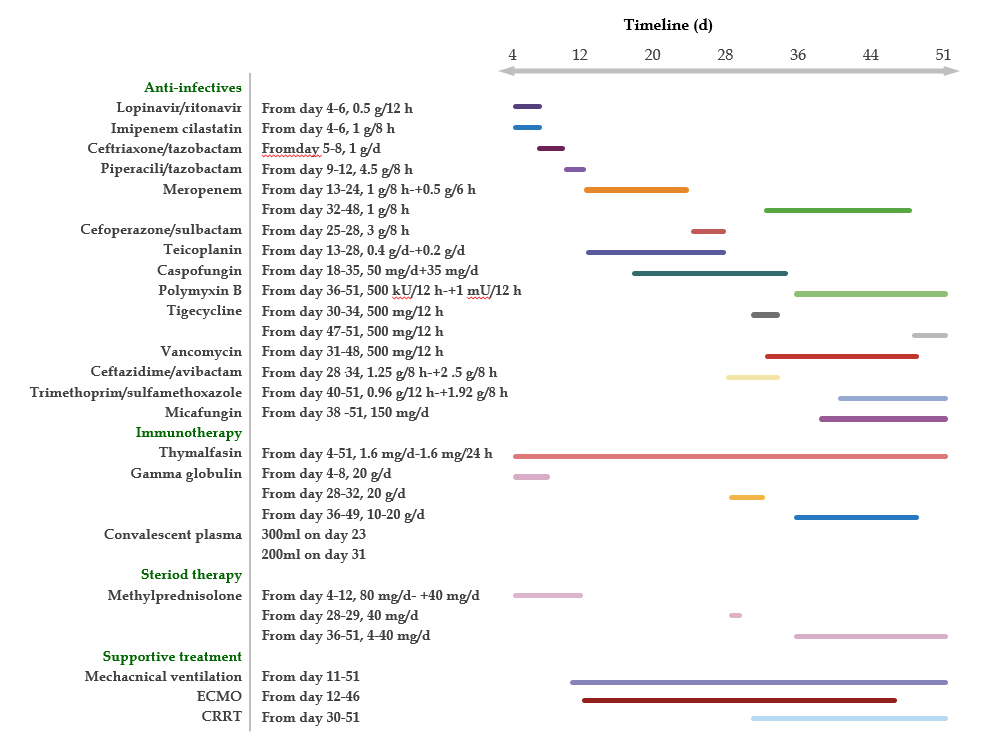 Timeline (d)
4 12 20 28 36 44 51
Anti-infectives
Lopinavir/ritonavir From day 4-6, 0.5 g/12 h
Imipenem cilastatin From day 4-6, 1 g/8 h
Ceftriaxone/tazobactam Fromday 5-8, 1 g/d
Piperacili/tazobactam From day 9-12, 4.5 g/8 h
Meropenem From day 13-24, 1 g/8 h-+0.5 g/6 h
From day 32-48, 1 g/8 h
Cefoperazone/sulbactam From day 25-28, 3 g/8 h
Teicoplanin From day 13-28, 0.4 g/d-+0.2 g/d
Caspofungin From day 18-35, 50 mg/d+35 mg/d
Polymyxin B From day 36-51, 500 kU/12 h-+1 mU/12 h
Tigecycline From day 30-34, 500 mg/12 h
From day 47-51, 500 mg/12 h
Vancomycin From day 31-48, 500 mg/12 h
Ceftazidime/avibactam From day 28 34, 1.25 g/8 h-+2 .5 g/8 h
Trimethoprim/sulfamethoxazole From day 40-51, 0.96 g/12 h-+1.92 g/8 h
Micafungin From day 38 -51, 150 mg/d
Immunotherapy
Thymalfasin From day 4-51, 1.6 mg/d-1.6 mg/24 h
Gamma globulin From day 4-8, 20 g/d
From day 28-32, 20 g/d
From day 36-49, 10-20 g/d
Convalescent plasma 300ml on day 23
200ml on day 31
Steriod therapy
Methylprednisolone From day 4-12, 80 mg/d- +40 mg/d
From day 28-29, 40 mg/d
From day 36-51, 4-40 mg/d
Supportive treatment
Mechacnical ventilation From day 11-51
ECMO From day 12-46
CRRT From day 30-51